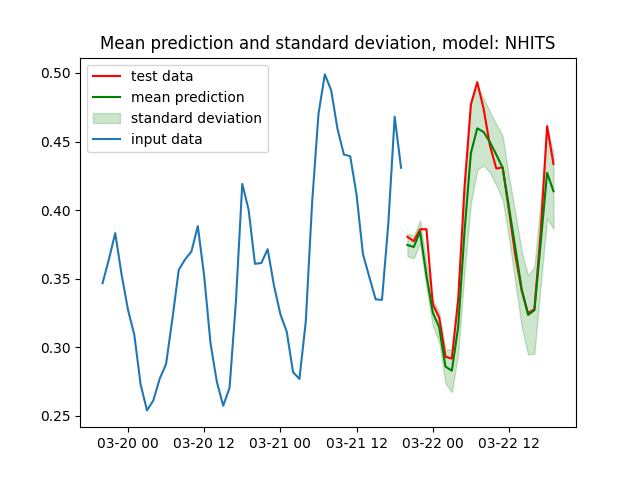 Mean prediction and standard deviation, model: NHITS
test data
mean prediction
standard deviation
input data
0.50
0.45
0.40
0.35
0.30
0.25
03-20 00 03-20 12 03-21 00 03-21 12 03-22 00 03-22 12